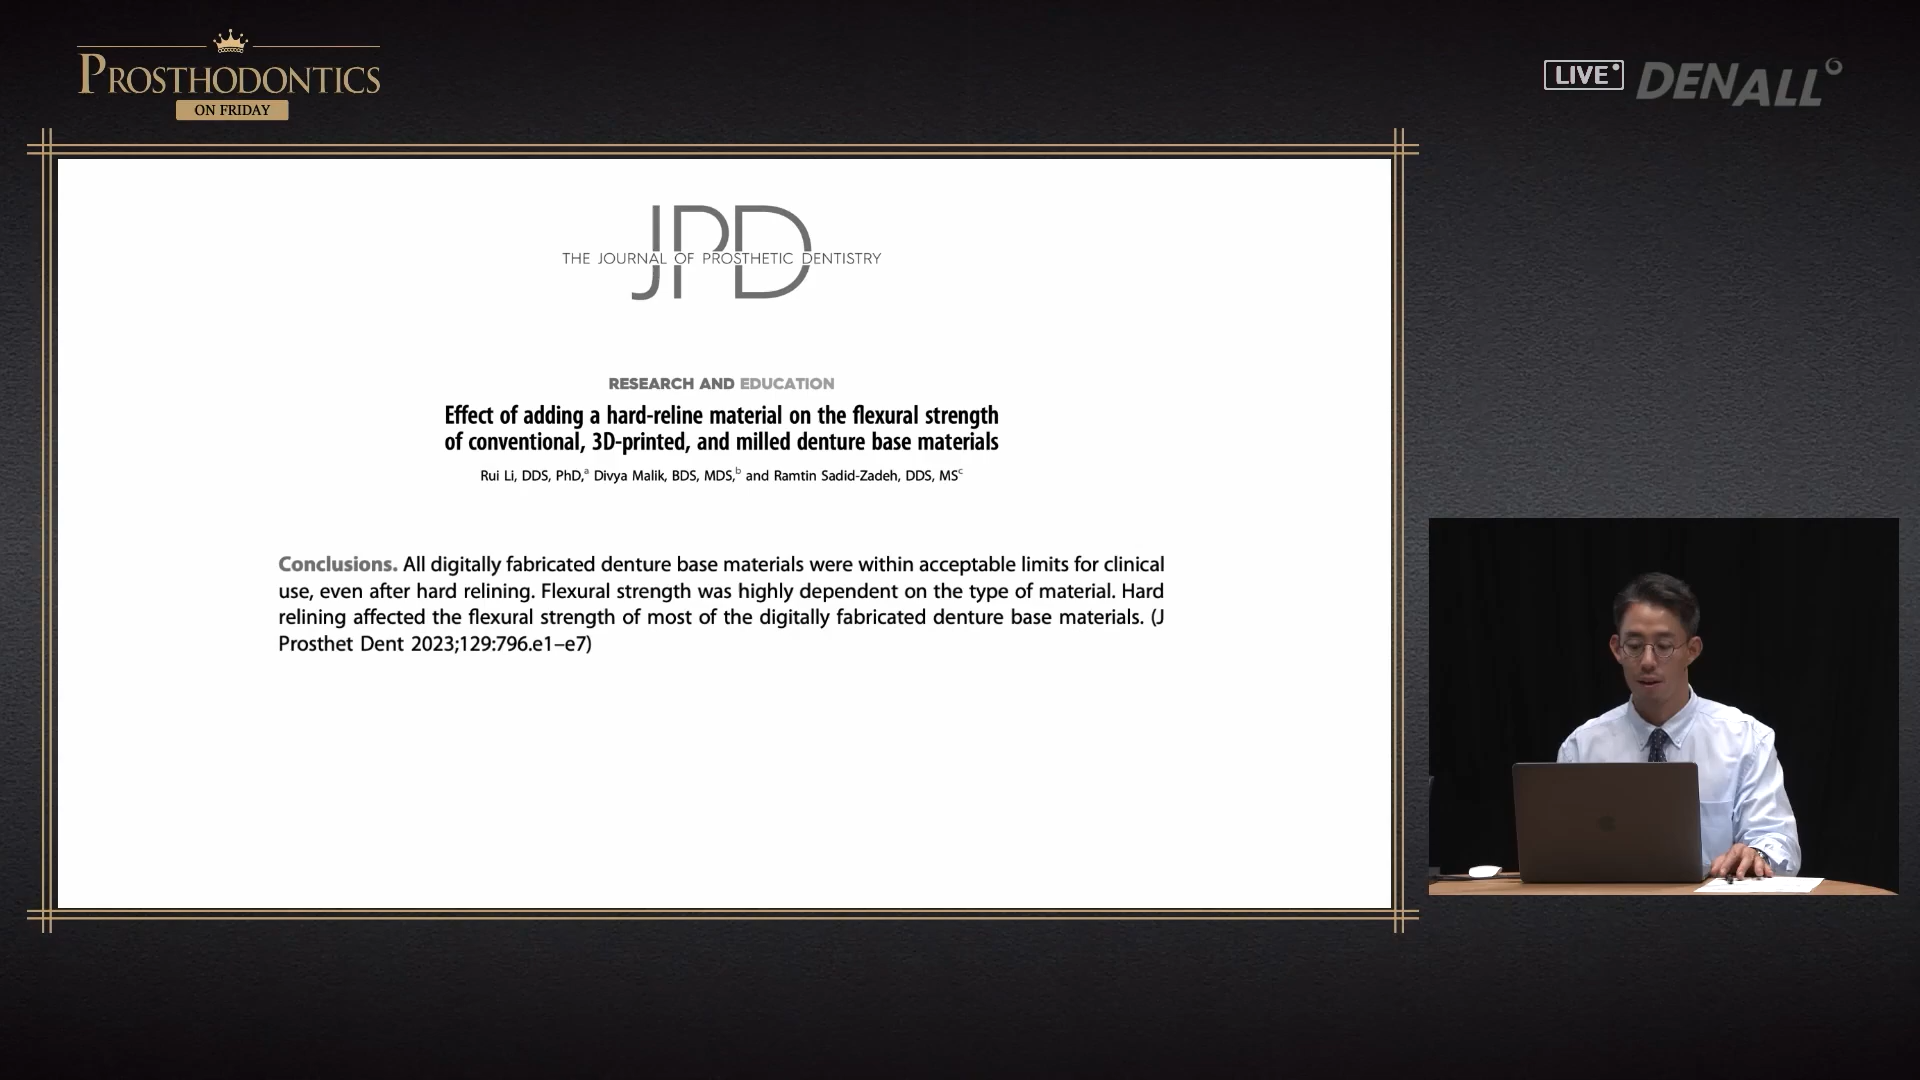 PROSTHODONTICS
ON FRIDAY
LIVE
DENALL
JPD
THE JOURNAL OF PROSTHETIC DENTISTRY
RESEARCH AND EDUCATION
Effect of adding a hard-reline material on the flexural strength
of conventional, 3D-printed, and milled denture base materials
Rui Li, DDS, PhD,a Divya Malik, BDS, MDS,b and Ramtin Sadid-Zadeh, DDS, MSc
Conclusions. All digitally fabricated denture base materials were within acceptable limits for clinical
use, even after hard relining. Flexural strength was highly dependent on the type of material. Hard
relining affected the flexural strength of most of the digitally fabricated denture base materials. (J
Prosthet Dent 2023;129:796.e1–e7)